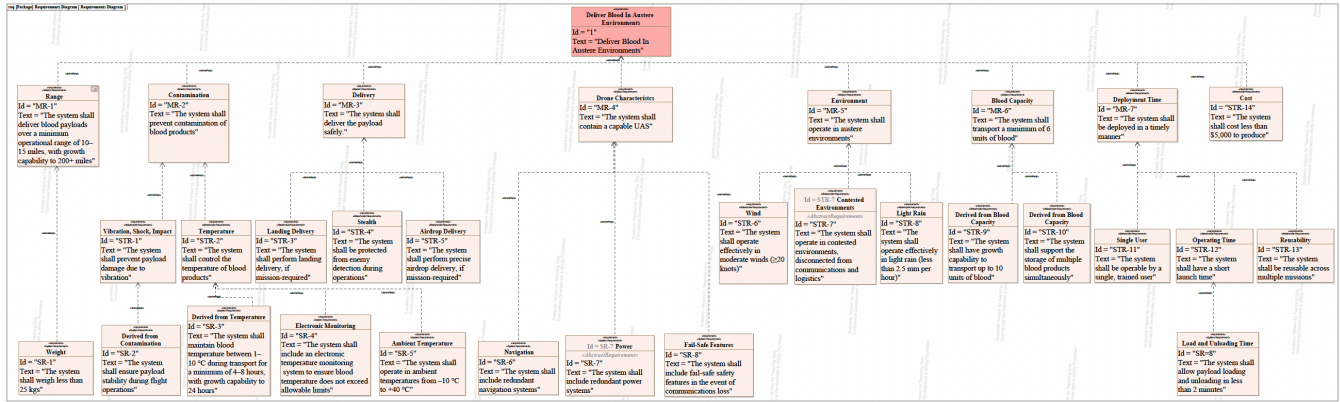 req [Package] Requirements Diagram [ Requirements Diagram ]
Deliver Blood In Austere
Environments
Id = "1"
Text = "Deliver Blood In
Austere Environments"
Range
Id = "MR-1"
Text = "The system shall
deliver blood payloads
over a minimum
operational range of 10–
15 miles, with growth
capability to 200+ miles"
Contamination
Id = "MR-2"
Text = "The system shall
prevent contamination of
blood products"
Delivery
Id = "MR-3"
Text = "The system shall
deliver the payload
safely."
Drone Characteristics
Id = "MR-4"
Text = "The system shall
contain a capable UAS"
Environment
Id = "MR-5"
Text = "The system shall
operate in austere
environments"
Blood Capacity
Id = "MR-6"
Text = "The system shall
transport a minimum of 6
units of blood"
Deployment Time
Id = "MR-7"
Text = "The system shall
be deployed in a timely
manner"
Cost
Id = "STR-14"
Text = "The system
shall cost less than
$5,000 to produce"
Vibration, Shock, Impact
Id = "STR-1"
Text = "The system
shall prevent payload
damage due to
vibration"
Temperature
Id = "STR-2"
Text = "The system
shall control the
temperature of blood
products"
Landing Delivery
Id = "STR-3"
Text = "The system
shall perform landing
delivery, if
mission-required"
Stealth
Id = "STR-4"
Text = "The system
shall be protected
from enemy
detection during
operations"
Airdrop Delivery
Id = "STR-5"
Text = "The system
shall perform precise
airdrop delivery, if
mission-required"
Wind
Id = "STR-6"
Text = "The system
shall operate
effectively in
moderate winds (≥20
knots)"
Id = STR-7 Contested
Environments
«AbstractRequirement»
Id = "STR-7"
Text = "The system shall
operate in contested
environments,
disconnected from
communications and
logistics"
Light Rain
Id = "STR-8"
Text = "The
system shall
operate effectively
in light rain (less
than 2.5 mm per
hour)"
Derived from Blood
Capacity
Id = "STR-9"
Text = "The system
shall have growth
capability to
transport up to 10
units of blood"
Derived from Blood
Capacity
Id = "STR-10"
Text = "The system
shall support the
storage of multiple
blood products
simultaneously"
Single User
Id = "STR-11"
Text = "The system
shall be operable by a
single, trained user"
Operating Time
Id = "STR-12"
Text = "The system
shall have a short
launch time"
Reusability
Id = "STR-13"
Text = "The system
shall be reusable across
multiple missions"
Weight
Id = "SR-1"
Text = "The system
shall weigh less than
25 kgs"
Derived from
Contamination
Id = "SR-2"
Text = "The system
shall ensure payload
stability during flight
operations"
Derived from Temperature
Id = "SR-3"
Text = "The system shall
maintain blood
temperature between 1–
10 °C during transport for
a minimum of 4–8 hours,
with growth capability to
24 hours"
Electronic Monitoring
Id = "SR-4"
Text = "The system shall
include an electronic
temperature monitoring
system to ensure blood
temperature does not exceed
allowable limits"
Ambient Temperature
Id = "SR-5"
Text = "The system shall
operate in ambient
temperatures from –10 °C
to +40 °C"
Navigation
Id = "SR-6"
Text = "The system shall
include redundant
navigation systems"
Id = SR-7 Power
«AbstractRequirement»
Id = "SR-7"
Text = "The system shall
include redundant power
systems"
Fail-Safe Features
Id = "SR-8"
Text = "The system shall
include fail-safe safety
features in the event of
communications loss"
Load and Unloading Time
Id = "SR=8"
Text = "The system shall
allow payload loading
and unloading in less
than 2 minutes"